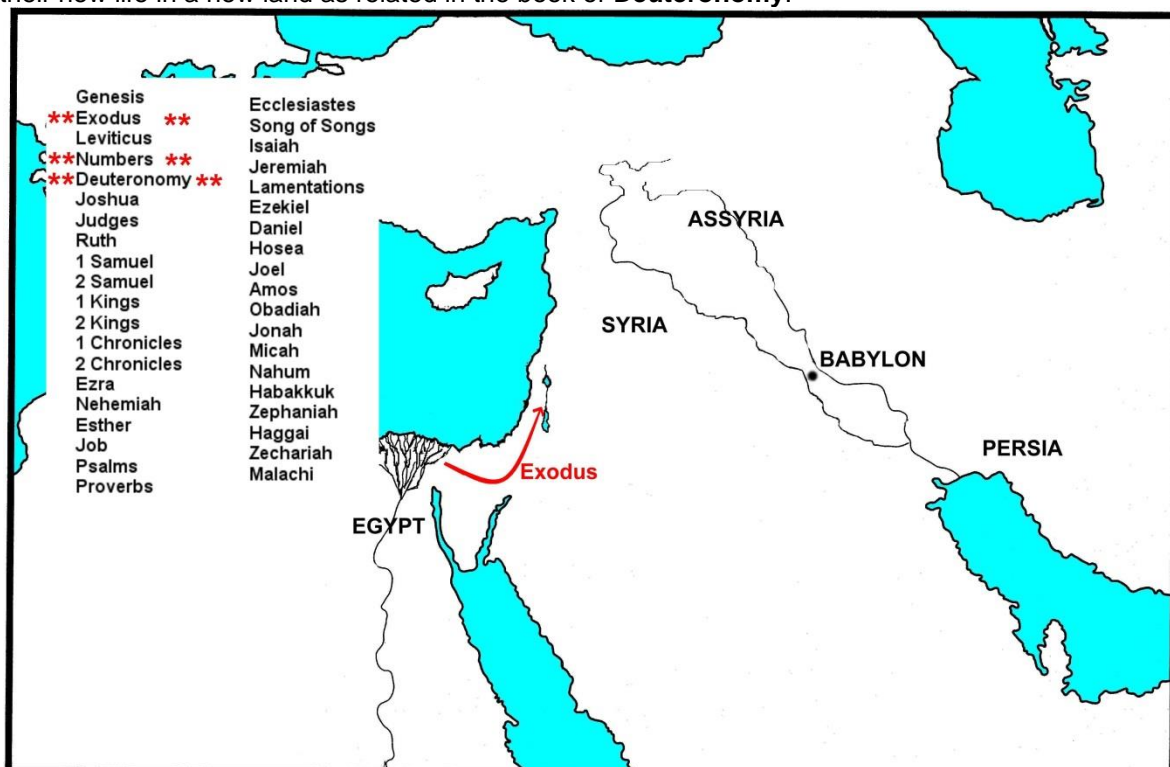 their new life in a new land as related in the book of Deuteronomy.
Genesis
**Exodus **
Leviticus
**Numbers **
**Deuteronomy **
Joshua
Judges
Ruth
1 Samuel
2 Samuel
1 Kings
2 Kings
1 Chronicles
2 Chronicles
Ezra
Nehemiah
Esther
Job
Psalms
Proverbs
Ecclesiastes
Song of Songs
Isaiah
Jeremiah
Lamentations
Ezekiel
Daniel
Hosea
Joel
Amos
Obadiah
Jonah
Micah
Nahum
Habakkuk
Zephaniah
Haggai
Zechariah
Malachi
ASSYRIA
SYRIA
BABYLON
PERSIA
Exodus
EGYPT